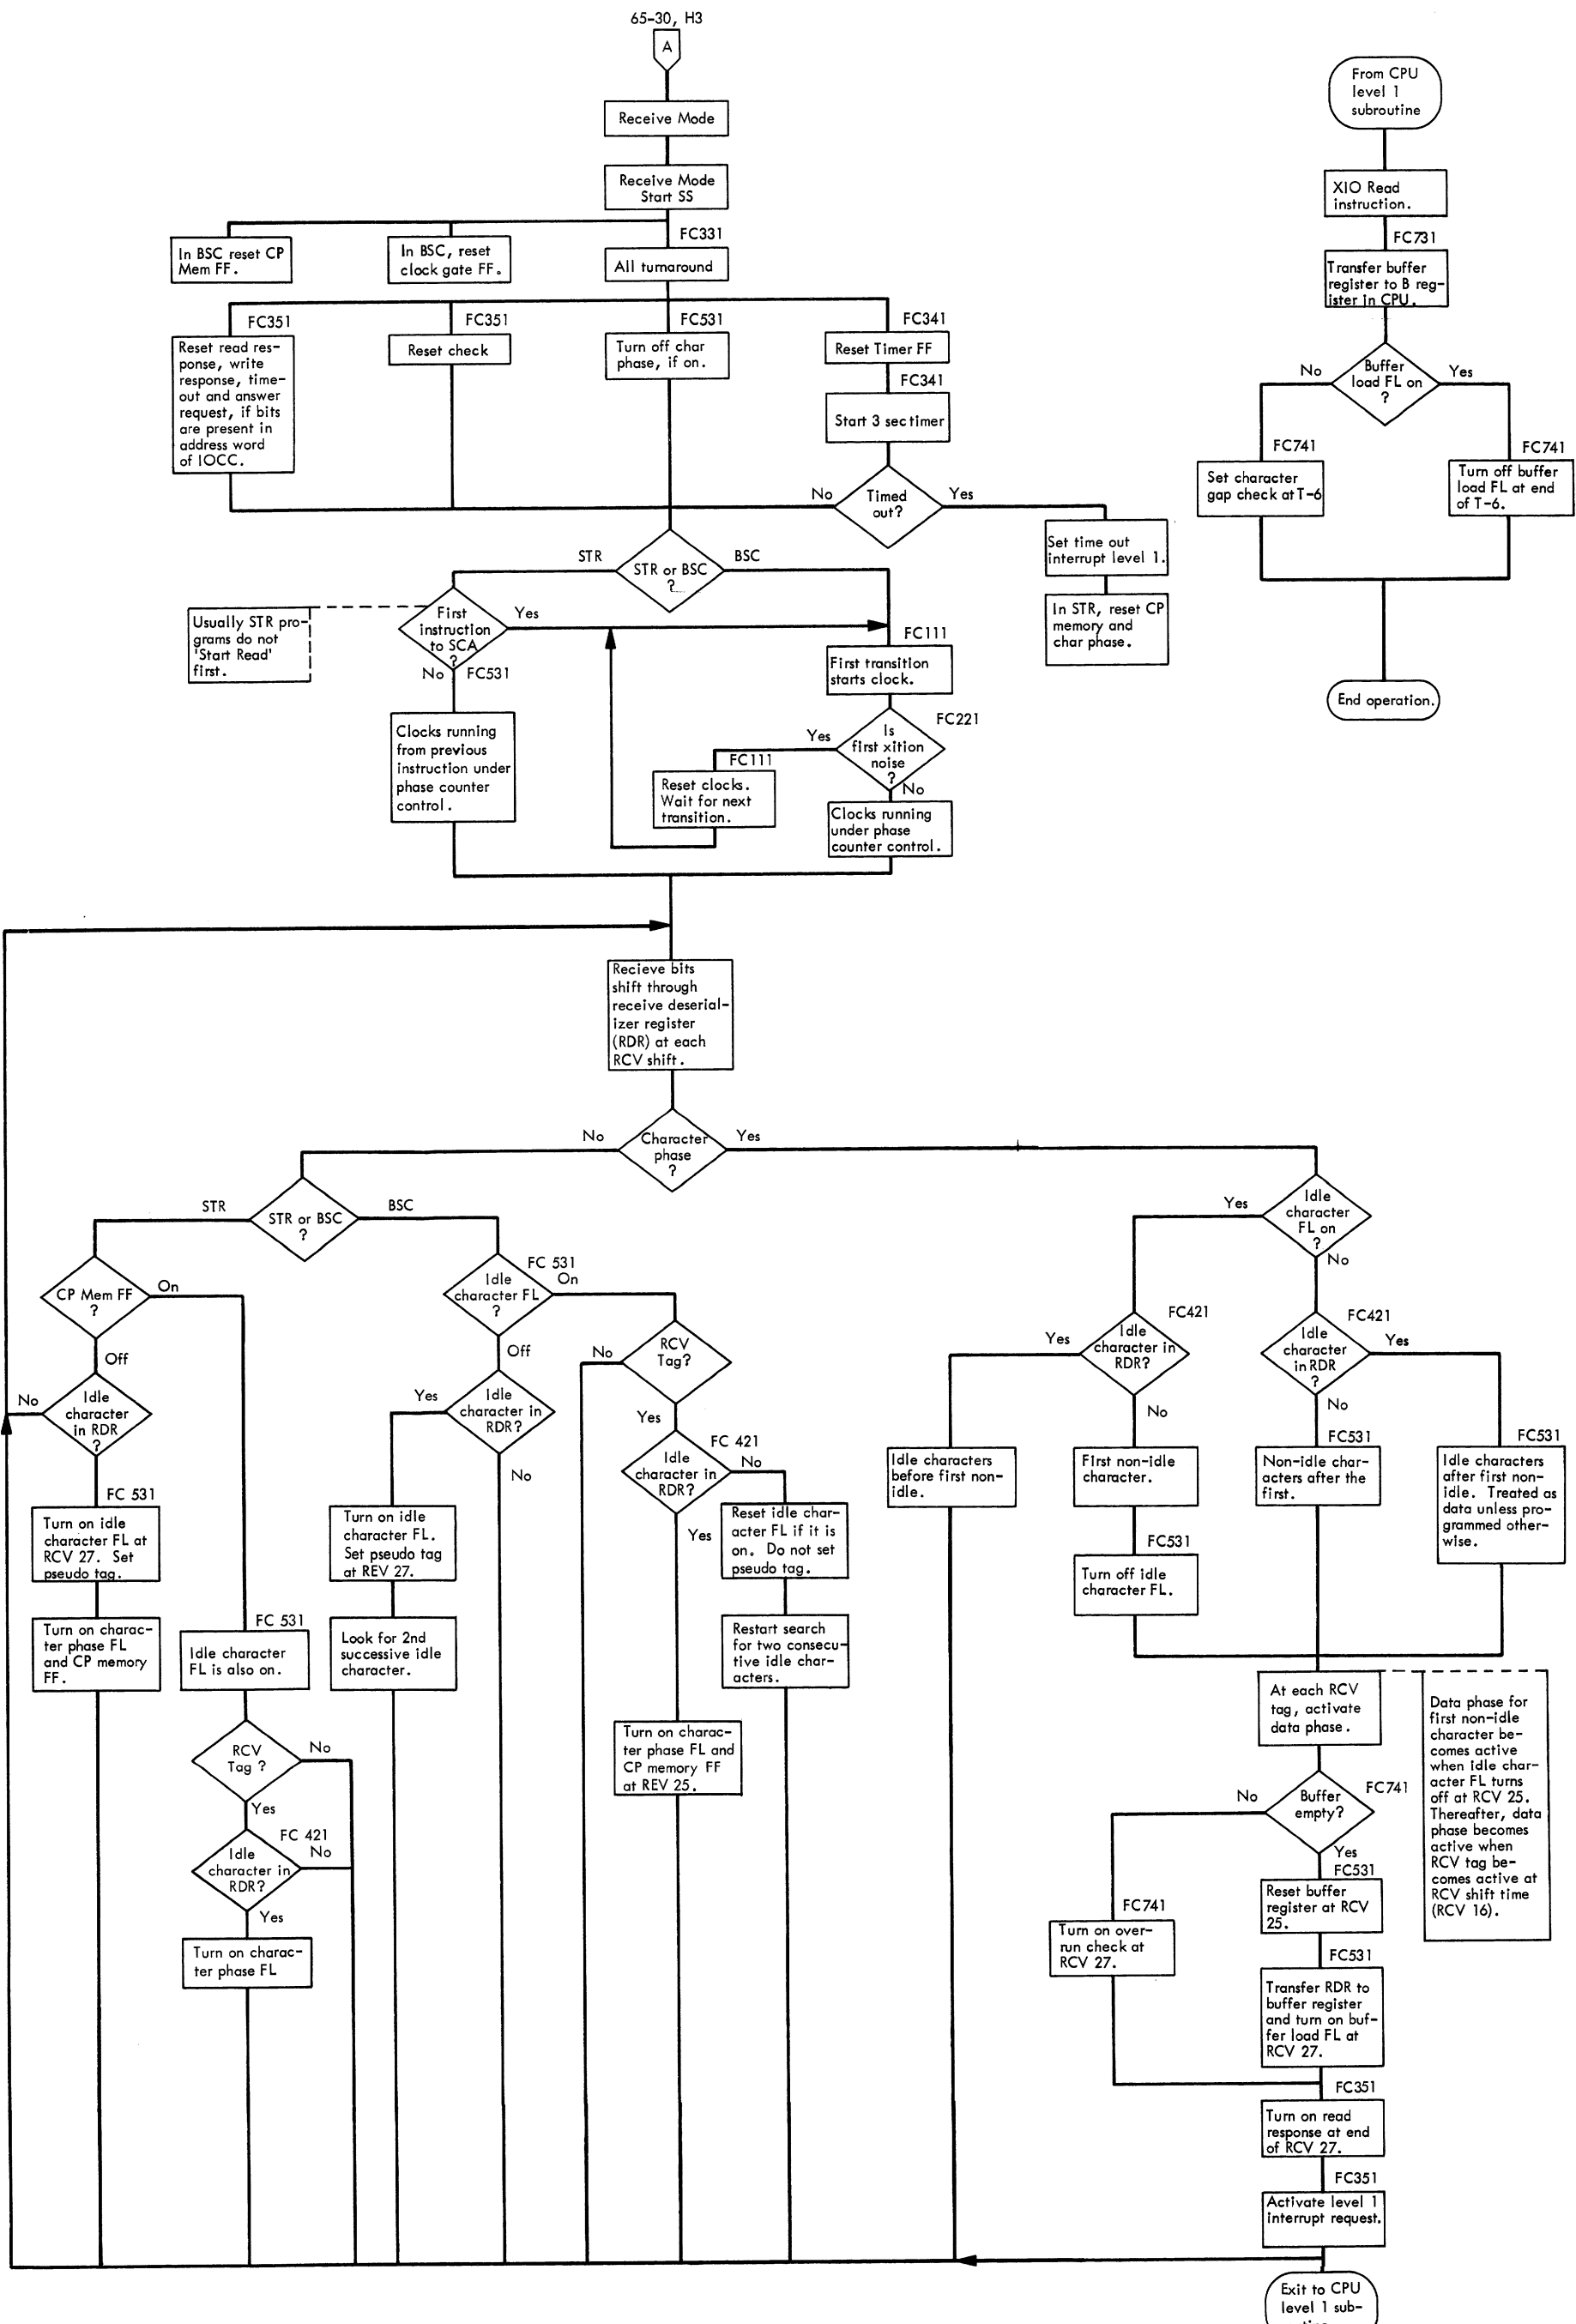 65-30, H3
A
Receive Mode
Receive Mode
Start SS
In BSC reset CP
Mem FF.
In BSC, reset
clock gate FF.
FC331
All turnaround
FC351
Reset read res-
ponse, write
response, time-
out and answer
request, if bits
are present in
address word
of IOCC.
FC351
Reset check
FC531
Turn off char
phase, if on.
FC341
Reset Timer FF
FC341
Start 3 sec timer
No
Timed
out?
Yes
Set time out
interrupt level 1.
In STR, reset CP
memory and
char phase.
STR
STR or BSC
?
BSC
Usually STR pro-
grams do not
'Start Read'
first.
First
instruction
to SCA
?
Yes
No
FC531
Clocks running
from previous
instruction under
phase counter
control.
FC111
First transition
starts clock.
FC221
Is
first xition
noise
?
Yes
No
FC111
Reset clocks.
Wait for next
transition.
Clocks running
under phase
counter control.
From CPU
level 1
subroutine
XIO Read
instruction.
FC731
Transfer buffer
register to B reg-
ister in CPU.
No
Buffer
load FL on
?
Yes
FC741
Set character
gap check at T-6
FC741
Turn off buffer
load FL at end
of T-6.
End operation.
Recieve bits
shift through
receive deserial-
izer register
(RDR) at each
RCV shift.
No
Character
phase
?
Yes
STR
STR or BSC
?
BSC
CP Mem FF
?
On
Off
No
Idle
character
in RDR
?
FC 531
Turn on idle
character FL at
RCV 27. Set
pseudo tag.
Turn on charac-
ter phase FL
and CP memory
FF.
FC 531
Idle character
FL is also on.
RCV
Tag ?
No
Yes
FC 421
Idle
character in
RDR?
No
Yes
Turn on charac-
ter phase FL
FC 531
Idle
character FL
?
On
Off
Yes
Idle
character in
RDR?
No
Turn on idle
character FL.
Set pseudo tag
at REV 27.
Look for 2nd
successive idle
character.
No
RCV
Tag?
Yes
FC 421
Idle
character in
RDR?
No
Yes
Reset idle char-
acter FL if it is
on. Do not set
pseudo tag.
Restart search
for two consecu-
tive idle char-
acters.
Turn on charac-
ter phase FL and
CP memory FF
at REV 25.
Yes
Idle
character
FL on
?
No
FC421
Yes
Idle
character in
RDR?
No
FC421
Idle
character
in RDR
?
Yes
No
Idle characters
before first non-
idle.
First non-idle
character.
FC531
Turn off idle
character FL.
FC531
Non-idle char-
acters after the
first.
FC531
Idle characters
after first non-
idle. Treated as
data unless pro-
grammed other-
wise.
At each RCV
tag, activate
data phase.
Data phase for
first non-idle
character be-
comes active
when idle char-
acter FL turns
off at RCV 25.
Thereafter, data
phase becomes
active when
RCV tag be-
comes active at
RCV shift time
(RCV 16).
No
Buffer
empty?
FC741
Yes
FC531
Reset buffer
register at RCV
25.
FC741
Turn on over-
run check at
RCV 27.
FC531
Transfer RDR to
buffer register
and turn on buf-
fer load FL at
RCV 27.
FC351
Turn on read
response at end
of RCV 27.
FC351
Activate level 1
interrupt request.
Exit to CPU
level 1 sub-